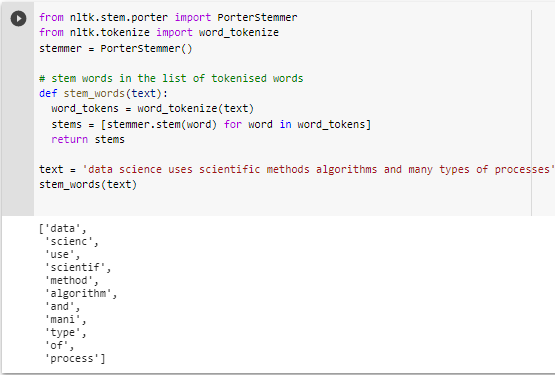 from nltk.stem.porter import PorterStemmer
from nltk.tokenize import word_tokenize
stemmer = PorterStemmer()

# stem words in the list of tokenised words
def stem_words(text):
  word_tokens = word_tokenize(text)
  stems = [stemmer.stem(word) for word in word_tokens]
  return stems

text = 'data science uses scientific methods algorithms and many types of processes'
stem_words(text)

['data',
 'scienc',
 'use',
 'scientif',
 'method',
 'algorithm',
 'and',
 'mani',
 'type',
 'of',
 'process']